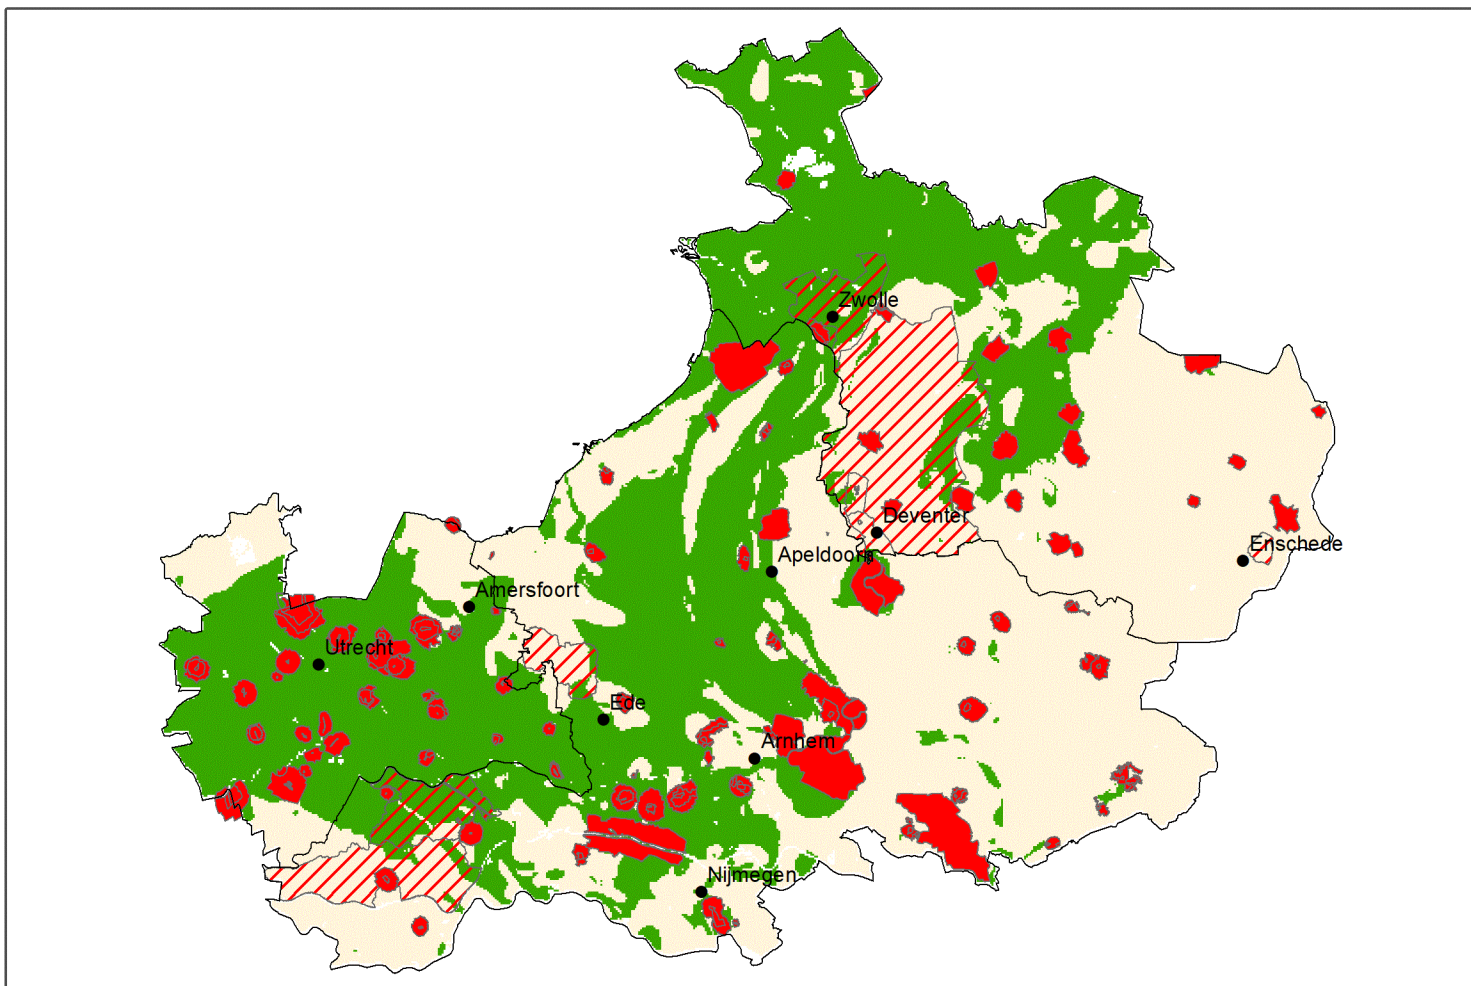 Zwolle
Deventer
Apeldoorn
Enschede
Amersfoort
Utrecht
Ede
Arnhem
Nijmegen